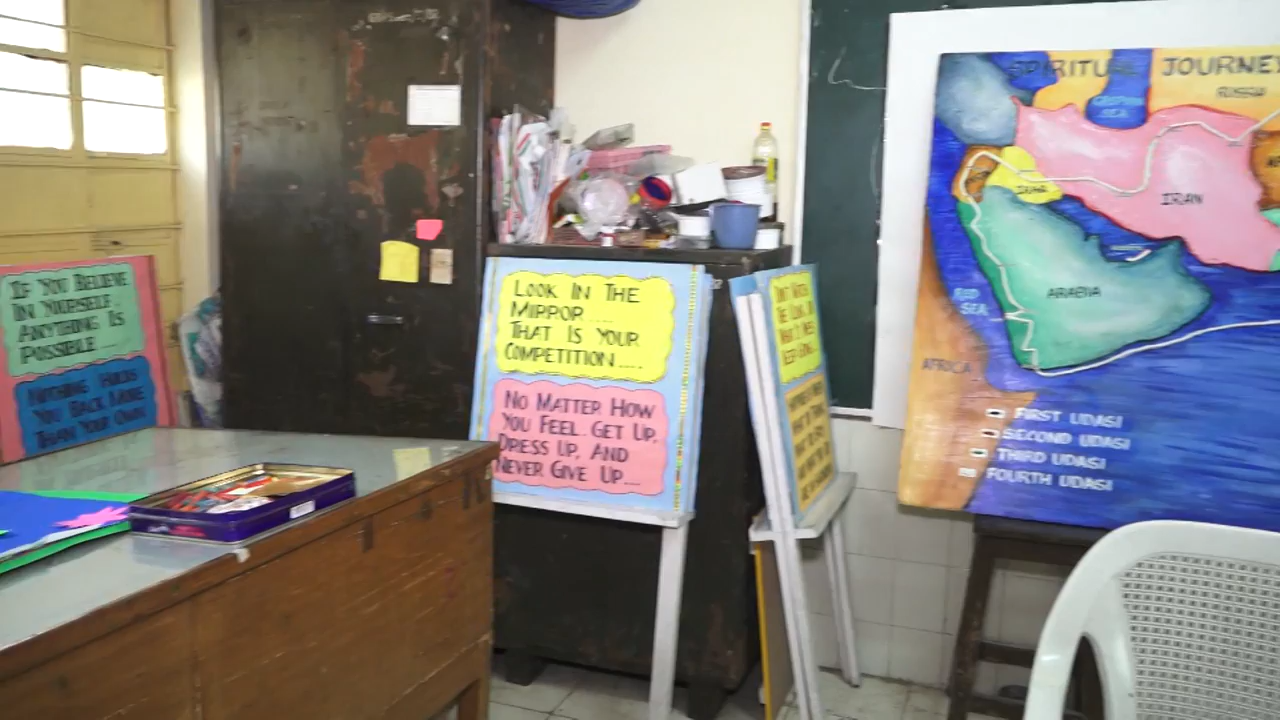 IF YOU BELIEVE
IN YOURSELF
ANYTHING IS
POSSIBLE....
NOTHING HOLDS
YOU BACK MORE
THAN YOUR OWN
LOOK IN THE
MIRROR....
THAT IS YOUR
COMPETITION....
NO MATTER HOW
YOU FEEL. GET UP,
DRESS UP, AND
NEVER GIVE UP....
KEEP GOING...
SPIRITUAL JOURNEY
RUSSIA
CASPIAN
SEA
IRAN
ARABIA
RED
SEA
AFRICA
FIRST UDASI
SECOND UDASI
THIRD UDASI
FOURTH UDASI